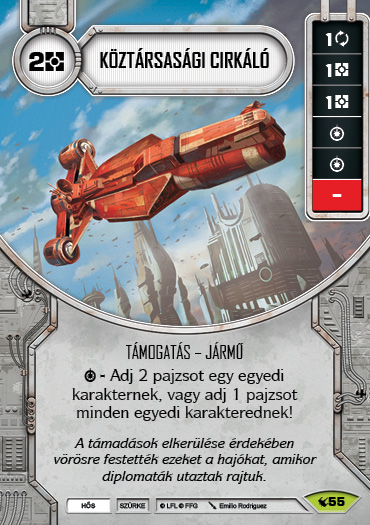 2
KÖZTÁRSASÁGI CIRKÁLÓ
1
1
1
-
TÁMOGATÁS – JÁRMŰ
- Adj 2 pajzsot egy egyedi
karakternek, vagy adj 1 pajzsot
minden egyedi karakterednek!
A támadások elkerülése érdekében
vörösre festették ezeket a hajókat, amikor
diplomaták utaztak rajtuk.
HŐS SZÜRKE © LFL © FFG Emilio Rodriguez 55